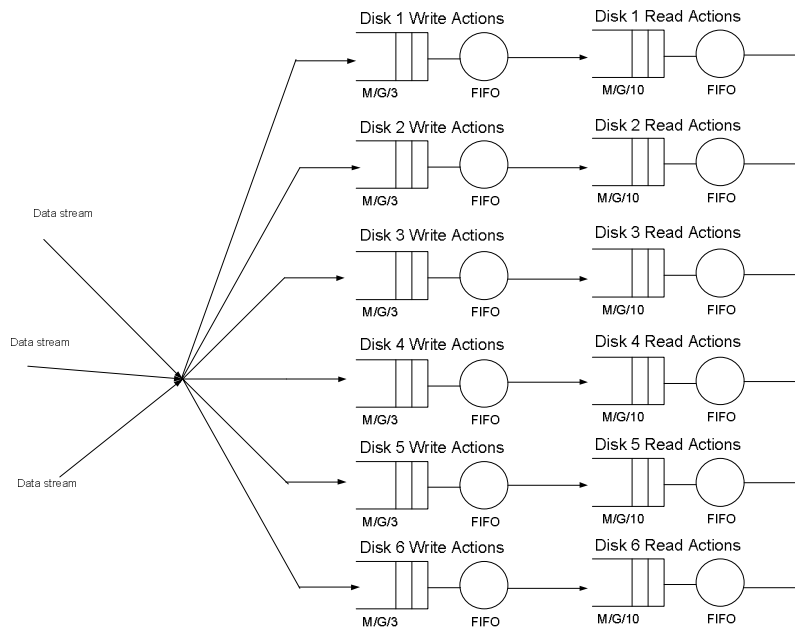 Disk 1 Write Actions
Disk 1 Read Actions
M/G/3
FIFO
M/G/10
FIFO
Disk 2 Write Actions
Disk 2 Read Actions
M/G/3
FIFO
M/G/10
FIFO
Data stream
Disk 3 Write Actions
Disk 3 Read Actions
M/G/3
FIFO
M/G/10
FIFO
Data stream
Disk 4 Write Actions
Disk 4 Read Actions
M/G/3
FIFO
M/G/10
FIFO
Disk 5 Write Actions
Disk 5 Read Actions
Data stream
M/G/3
FIFO
M/G/10
FIFO
Disk 6 Write Actions
Disk 6 Read Actions
M/G/3
FIFO
M/G/10
FIFO